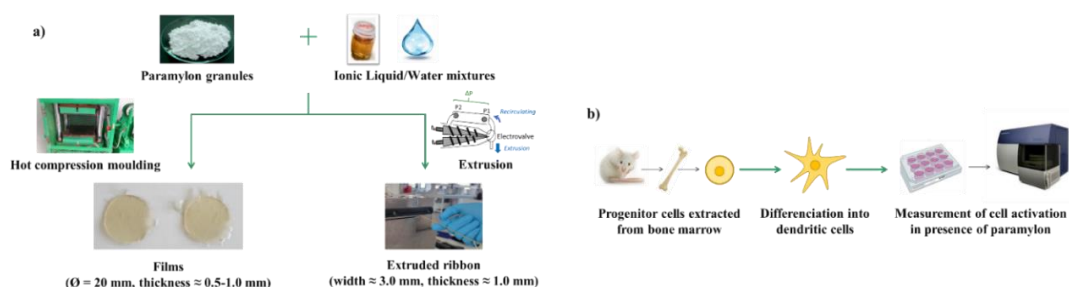 a)
Paramylon granules
Ionic Liquid/Water mixtures
Hot compression moulding
ΔP
P2
P1
Recirculating
Electrovalve
Extrusion
Extrusion
Films
(Ø = 20 mm, thickness ≈ 0.5-1.0 mm)
Extruded ribbon
(width ≈ 3.0 mm, thickness ≈ 1.0 mm)
b)
Progenitor cells extracted
from bone marrow
Differenciation into
dendritic cells
Measurement of cell activation
in presence of paramylon